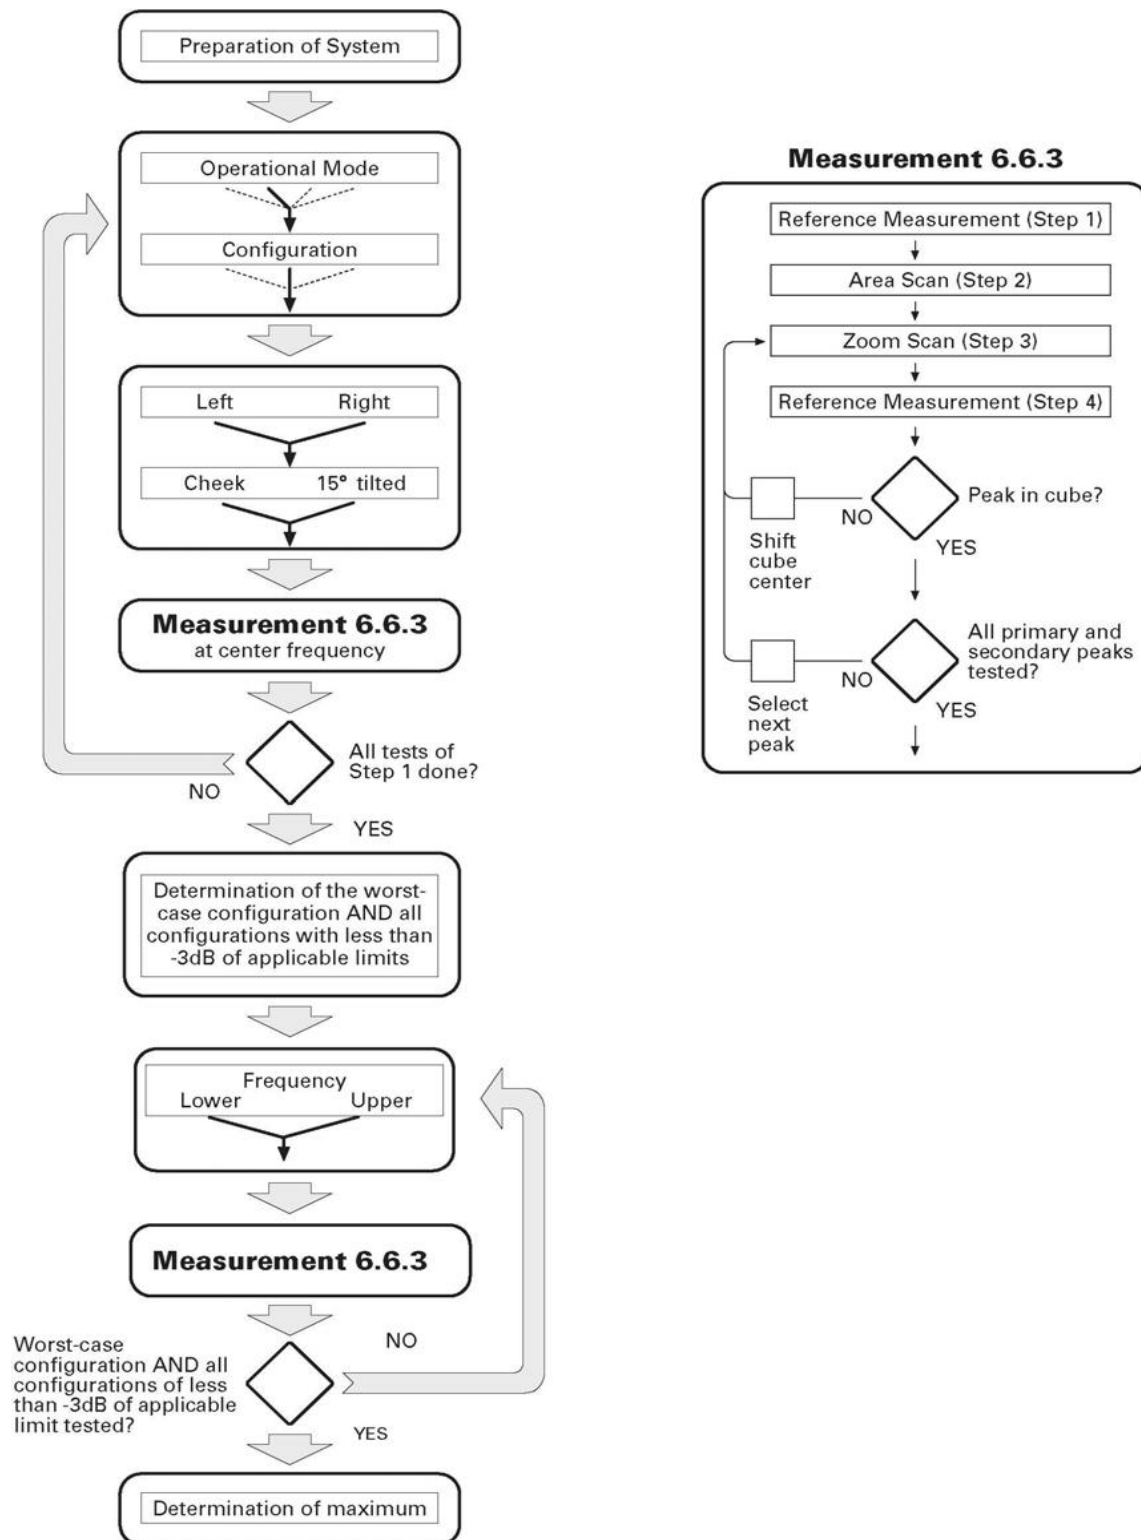 Preparation of System
Operational Mode
Configuration
Left Right
Cheek 15° tilted
Measurement 6.6.3
at center frequency
All tests of
Step 1 done?
NO
YES
Determination of the worst-
case configuration AND all
configurations with less than
-3dB of applicable limits
Frequency
Lower Upper
Measurement 6.6.3
NO
Worst-case
configuration AND all
configurations of less
than -3dB of applicable
limit tested?
YES
Determination of maximum
Measurement 6.6.3
Reference Measurement (Step 1)
Area Scan (Step 2)
Zoom Scan (Step 3)
Reference Measurement (Step 4)
Peak in cube?
NO
Shift
cube
center
YES
All primary and
secondary peaks
tested?
NO
Select
next
peak
YES